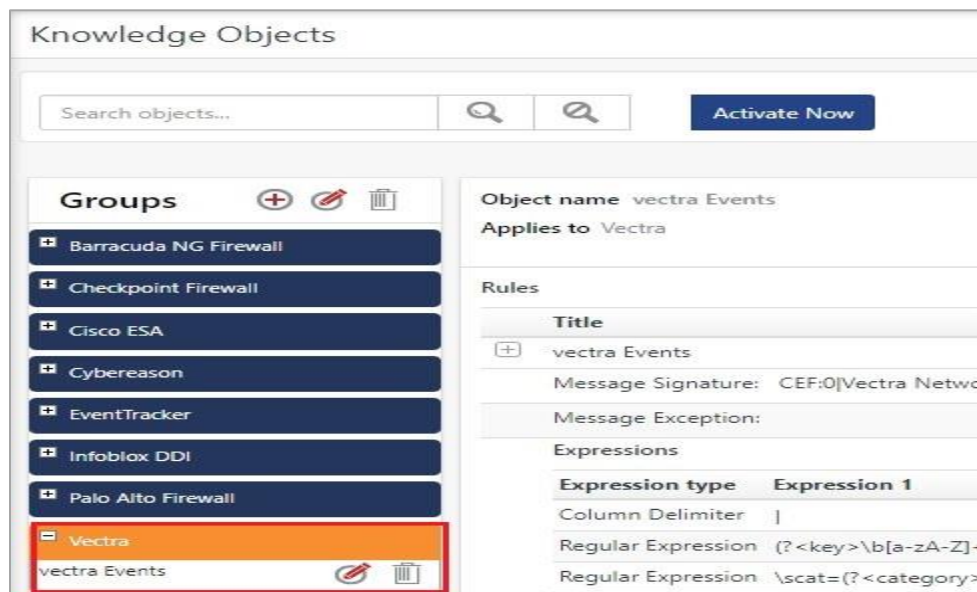 Knowledge Objects
Search objects...
Activate Now
Groups
Barracuda NG Firewall
Checkpoint Firewall
Cisco ESA
Cybereason
EventTracker
Infoblox DDI
Palo Alto Firewall
Vectra
vectra Events
Object name vectra Events
Applies to Vectra
Rules
Title
vectra Events
Message Signature: CEF:0|Vectra Netwo
Message Exception:
Expressions
Expression type Expression 1
Column Delimiter |
Regular Expression (?<key>\b[a-zA-Z]+
Regular Expression \scat=(?<category>